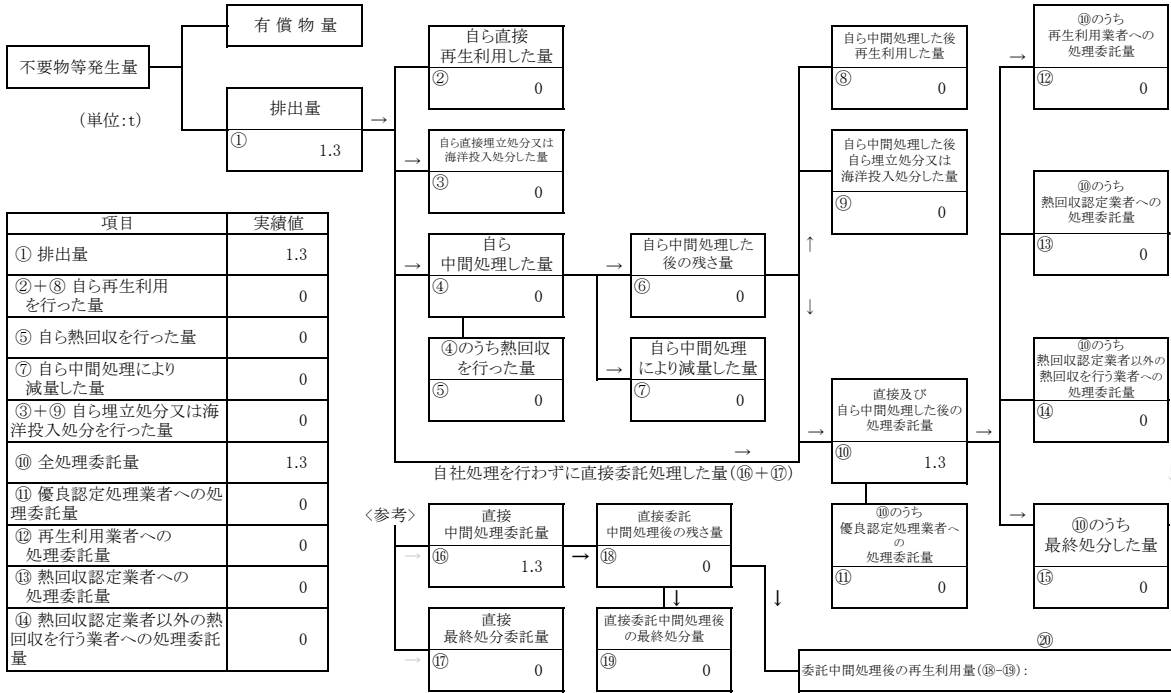 不要物等発生量
(単位:t)
有 償 物 量
排出量
①
1.3
→
自ら直接
再生利用した量
②
0
→
自ら直接埋立処分又は
海洋投入処分した量
③
0
→
自ら
中間処理した量
④
0
④のうち熱回収
を行った量
⑤
0
→
自ら中間処理した
後の残さ量
⑥
0
→
自ら中間処理
により減量した量
⑦
0
自ら中間処理した後
再生利用した量
⑧
0
自ら中間処理した後
自ら埋立処分又は
海洋投入処分した量
⑨
0
↑
↓
→
自社処理を行わずに直接委託処理した量(⑯+⑰)
→
直接及び
自ら中間処理した後の
処理委託量
⑩
1.3
→
⑩のうち
優良認定処理業者へ
の
処理委託量
⑪
0
→
⑩のうち
再生利用業者への
処理委託量
⑫
0
⑩のうち
熱回収認定業者への
処理委託量
⑬
0
⑩のうち
熱回収認定業者以外の
熱回収を行う業者への
処理委託量
⑭
0
→
⑩のうち
最終処分した量
⑮
0
項目 実績値
① 排出量 1.3
②+⑧ 自ら再生利用
を行った量 0
⑤ 自ら熱回収を行った量 0
⑦ 自ら中間処理により
減量した量 0
③+⑨ 自ら埋立処分又は海
洋投入処分を行った量 0
⑩ 全処理委託量 1.3
⑪ 優良認定処理業者への処
理委託量 0
⑫ 再生利用業者への
処理委託量 0
⑬ 熱回収認定業者への
処理委託量 0
⑭ 熱回収認定業者以外の熱
回収を行う業者への処理委託
量 0
〈参考〉
→
直接
中間処理委託量
⑯
1.3
→
直接委託
中間処理後の残さ量
⑱
0
↓
↓
→
直接
最終処分委託量
⑰
0
直接委託中間処理後
の最終処分量
⑲
0
⑳
委託中間処理後の再生利用量(⑱-⑲):